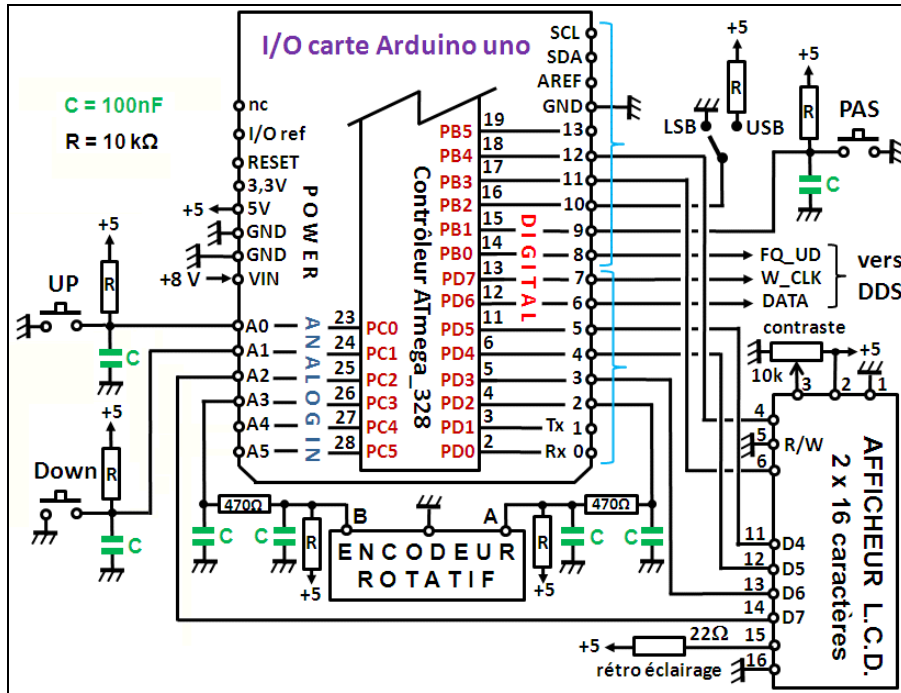 I/O carte Arduino uno
C = 100nF
R = 10 kΩ
nc
I/O ref
RESET
3,3V
5V
GND
GND
VIN
+5
+8 V
POWER
A0
A1
A2
A3
A4
A5
ANALOG IN
23
24
25
26
27
28
PC0
PC1
PC2
PC3
PC4
PC5
Contrôleur ATmega_328
PB5
PB4
PB3
PB2
PB1
PB0
PD7
PD6
PD5
PD4
PD3
PD2
PD1
PD0
19
18
17
16
15
14
13
12
11
6
5
4
3
2
DIGITAL
SCL
SDA
AREF
GND
13
12
11
10
9
8
7
6
5
4
3
2
Tx 1
Rx 0
+5
R
LSB
USB
+5
R
PAS
C
FQ_UD
W_CLK
DATA
vers
DDS
+5
R
UP
C
+5
R
Down
C
470Ω
C
C
R
+5
B
A
ENCODEUR
ROTATIF
470Ω
R
+5
C
C
contraste
10k
+5
3
2
1
4
5
R/W
6
11
D4
12
D5
13
D6
14
D7
15
16
+5
22Ω
rétro éclairage
AFFICHEUR L.C.D.
2 x 16 caractères